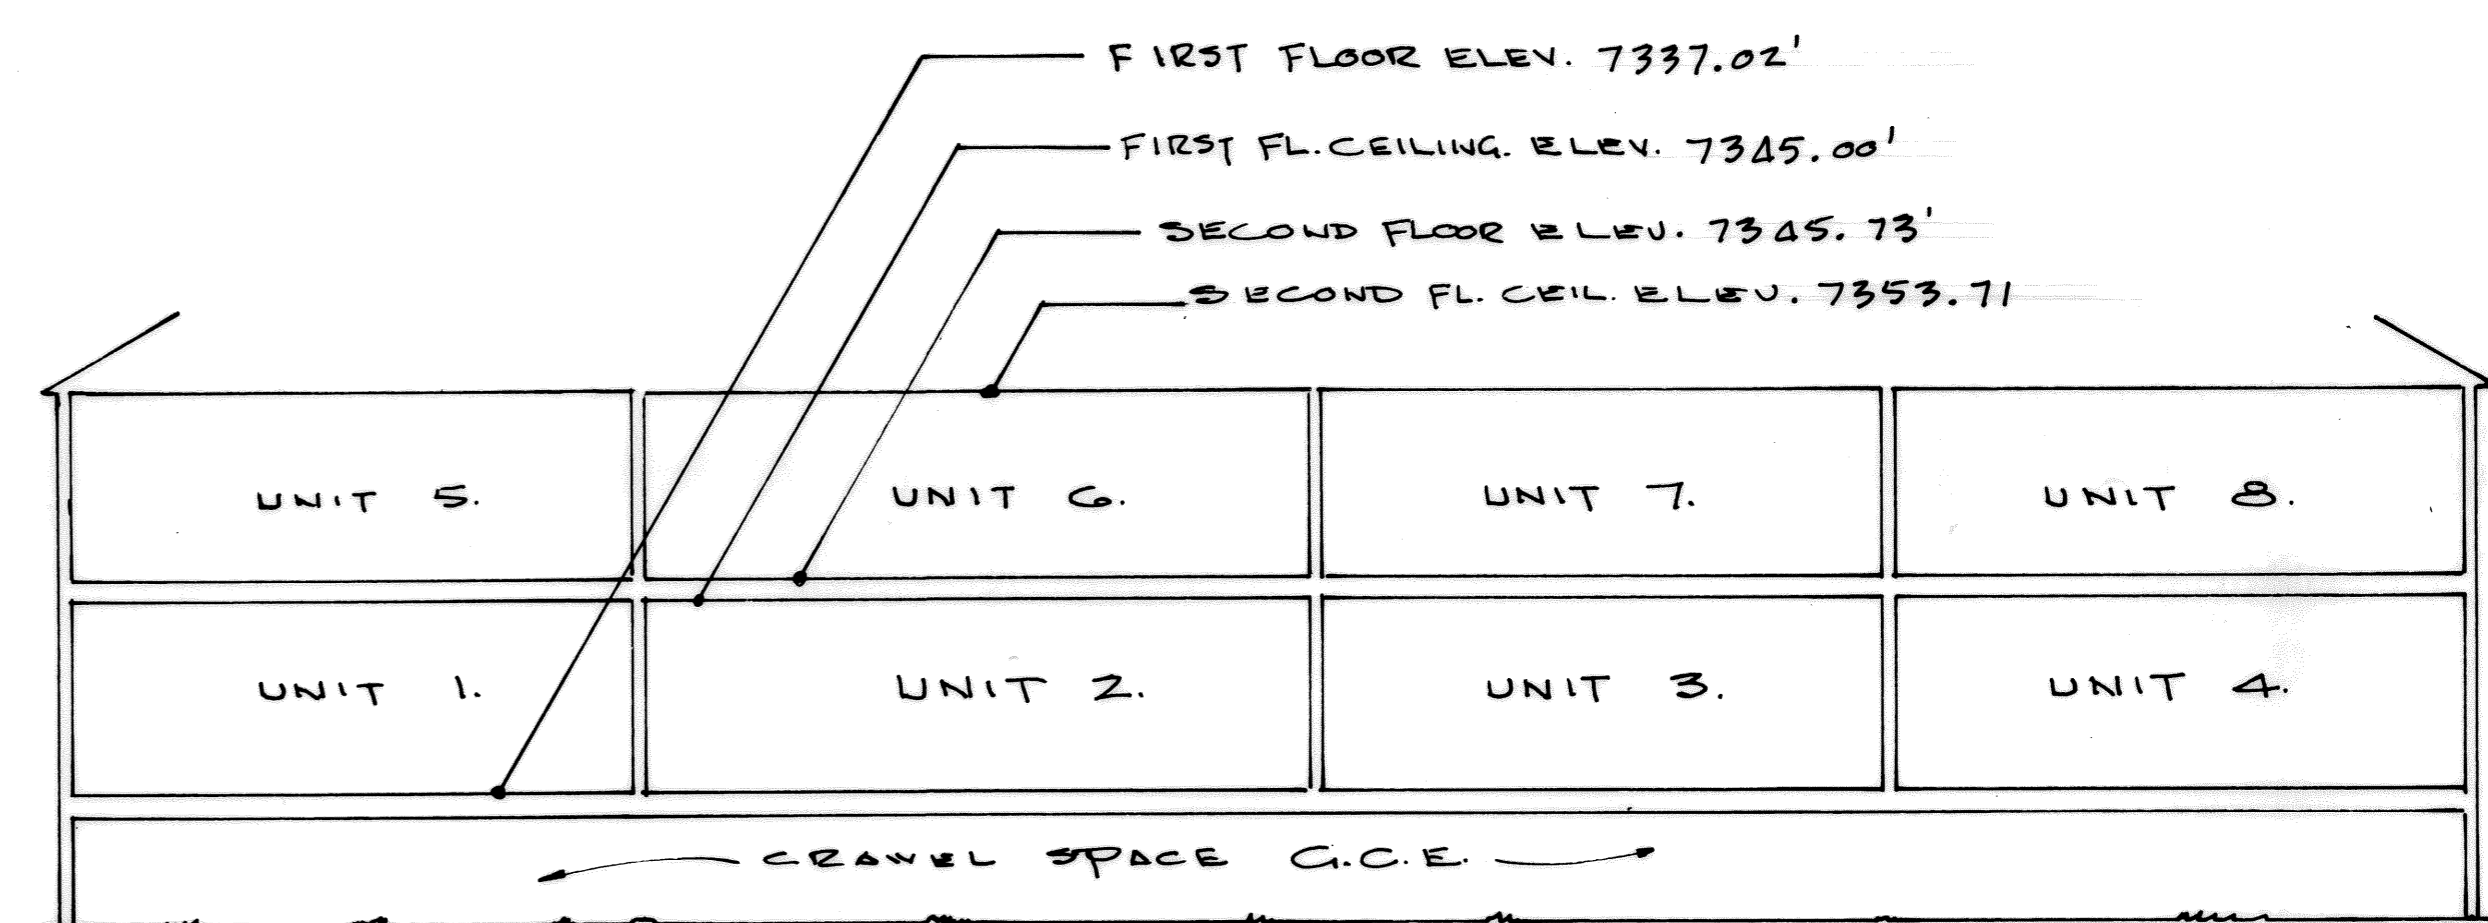 FIRST FLOOR ELEV. 7337.02'
FIRST FL. CEILING. ELEV. 7345.00'
SECOND FLOOR ELEV. 7345.73'
SECOND FL. CEIL. ELEV. 7353.71
UNIT 5. UNIT 6. UNIT 7. UNIT 8.
UNIT 1. UNIT 2. UNIT 3. UNIT 4.
CRAWEL SPACE G.C.E.